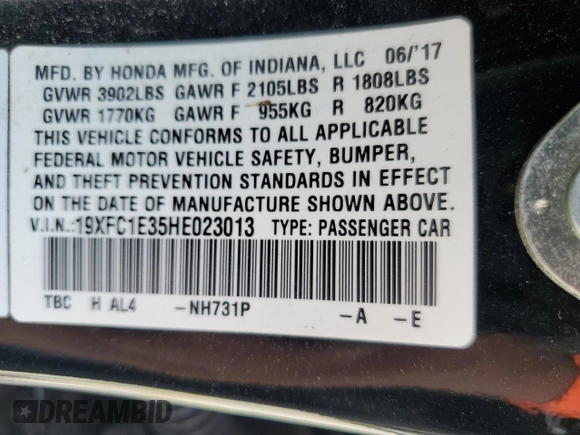 MFD. BY HONDA MFG. OF INDIANA, LLC 06/'17
GVWR 3902LBS GAWR F 2105LBS R 1808LBS
GVWR 1770KG GAWR F 955KG R 820KG
THIS VEHICLE CONFORMS TO ALL APPLICABLE
FEDERAL MOTOR VEHICLE SAFETY, BUMPER,
AND THEFT PREVENTION STANDARDS IN EFFECT
ON THE DATE OF MANUFACTURE SHOWN ABOVE.
V.I.N.:19XFC1E35HE023013 TYPE: PASSENGER CAR
TBC H AL4 -NH731P -A -E
DREAMBID